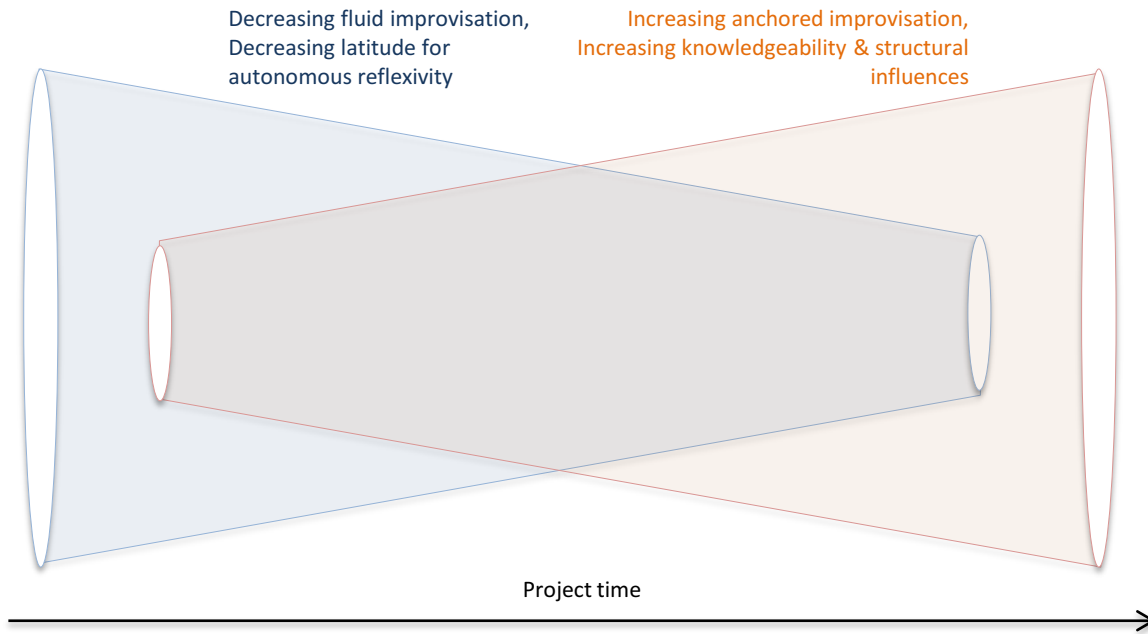 Decreasing fluid improvisation,
Decreasing latitude for
autonomous reflexivity
Increasing anchored improvisation,
Increasing knowledgeability & structural
influences
Project time